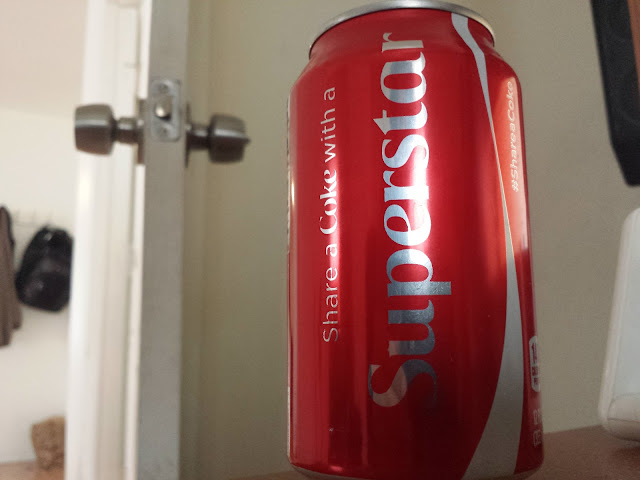 Share a Coke with a
Superstar
#ShareaCoke